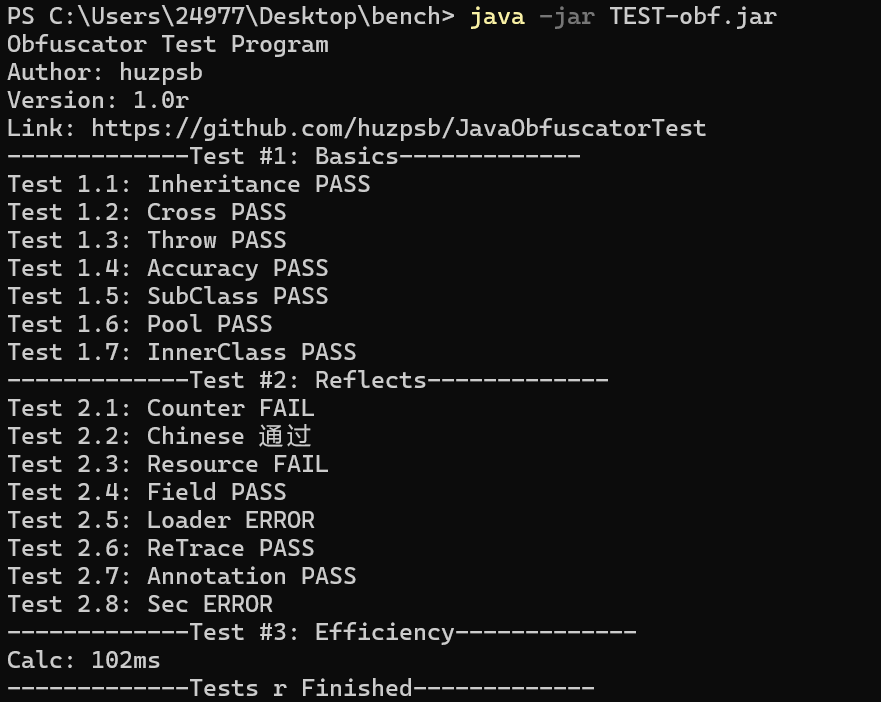 PS C:\Users\24977\Desktop\bench> java -jar TEST-obf.jar
Obfuscator Test Program
Author: huzpsb
Version: 1.0r
Link: https://github.com/huzpsb/JavaObfuscatorTest
-------------Test #1: Basics-------------
Test 1.1: Inheritance PASS
Test 1.2: Cross PASS
Test 1.3: Throw PASS
Test 1.4: Accuracy PASS
Test 1.5: SubClass PASS
Test 1.6: Pool PASS
Test 1.7: InnerClass PASS
-------------Test #2: Reflects-------------
Test 2.1: Counter FAIL
Test 2.2: Chinese 通过
Test 2.3: Resource FAIL
Test 2.4: Field PASS
Test 2.5: Loader ERROR
Test 2.6: ReTrace PASS
Test 2.7: Annotation PASS
Test 2.8: Sec ERROR
-------------Test #3: Efficiency-------------
Calc: 102ms
-------------Tests r Finished-------------